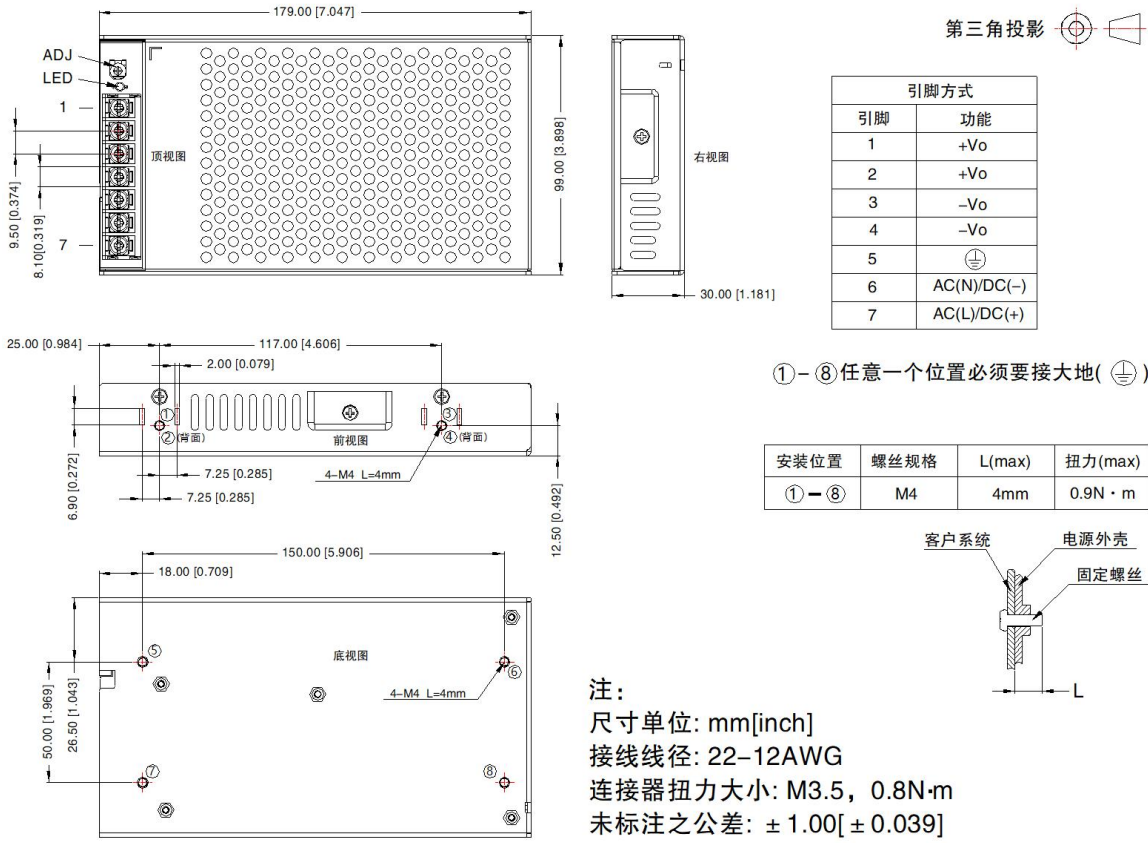 179.00 [7.047]
ADJ
LED
1
7
9.50 [0.374]
8.10[0.319]
顶视图
99.00 [3.898]
右视图
30.00 [1.181]
第三角投影
引脚方式
引脚 功能
1 +Vo
2 +Vo
3 –Vo
4 –Vo
5
6 AC(N)/DC(–)
7 AC(L)/DC(+)
25.00 [0.984]
117.00 [4.606]
2.00 [0.079]
①
②(背面)
③
④(背面)
前视图
4–M4 L=4mm
7.25 [0.285]
7.25 [0.285]
6.90 [0.272]
12.50 [0.492]
①–⑧任意一个位置必须要接大地( )
安装位置 螺丝规格 L(max) 扭力(max)
①–⑧ M4 4mm 0.9N·m
客户系统
电源外壳
固定螺丝
L
150.00 [5.906]
18.00 [0.709]
⑤
底视图
⑥
4–M4 L=4mm
50.00 [1.969]
26.50 [1.043]
⑦
⑧
注:
尺寸单位: mm[inch]
接线线径: 22–12AWG
连接器扭力大小: M3.5，0.8N·m
未标注之公差: ±1.00[±0.039]